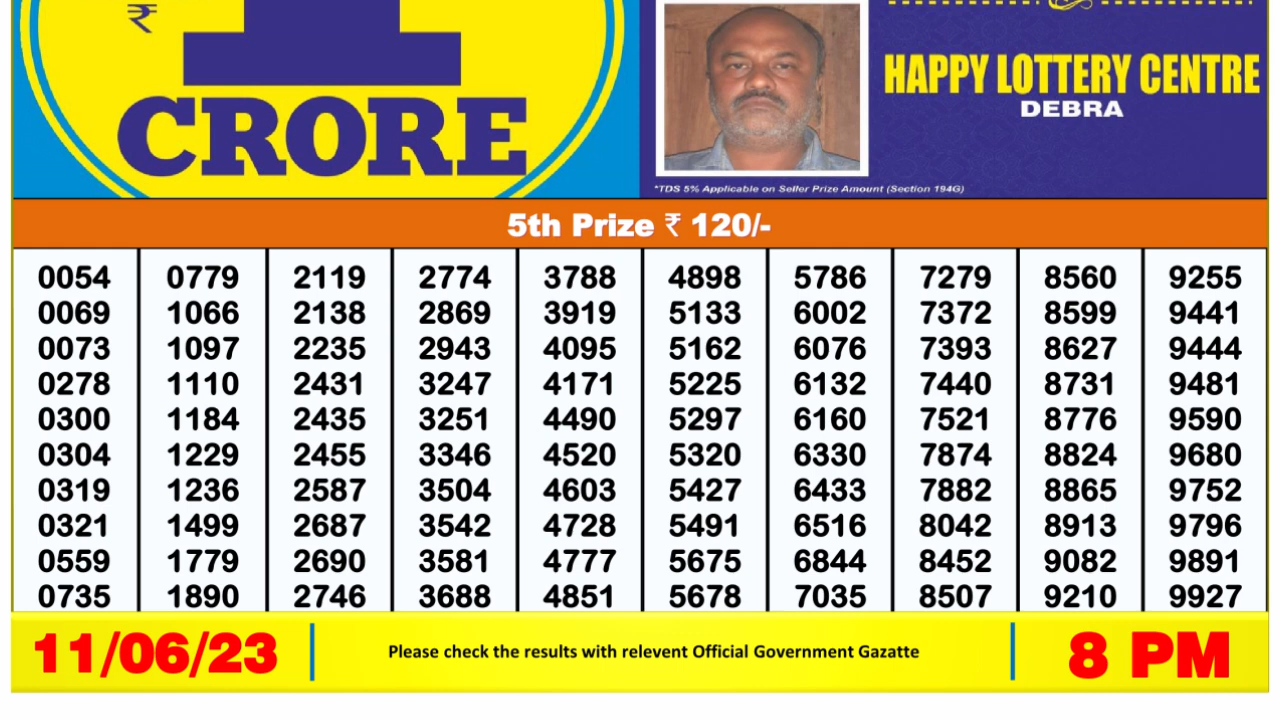 ₹
CRORE
HAPPY LOTTERY CENTRE
DEBRA
*TDS 5% Applicable on Seller Prize Amount (Section 194G)
5th Prize ₹ 120/-
0054 0779 2119 2774 3788 4898 5786 7279 8560 9255
0069 1066 2138 2869 3919 5133 6002 7372 8599 9441
0073 1097 2235 2943 4095 5162 6076 7393 8627 9444
0278 1110 2431 3247 4171 5225 6132 7440 8731 9481
0300 1184 2435 3251 4490 5297 6160 7521 8776 9590
0304 1229 2455 3346 4520 5320 6330 7874 8824 9680
0319 1236 2587 3504 4603 5427 6433 7882 8865 9752
0321 1499 2687 3542 4728 5491 6516 8042 8913 9796
0559 1779 2690 3581 4777 5675 6844 8452 9082 9891
0735 1890 2746 3688 4851 5678 7035 8507 9210 9927
11/06/23 Please check the results with relevent Official Government Gazatte 8 PM